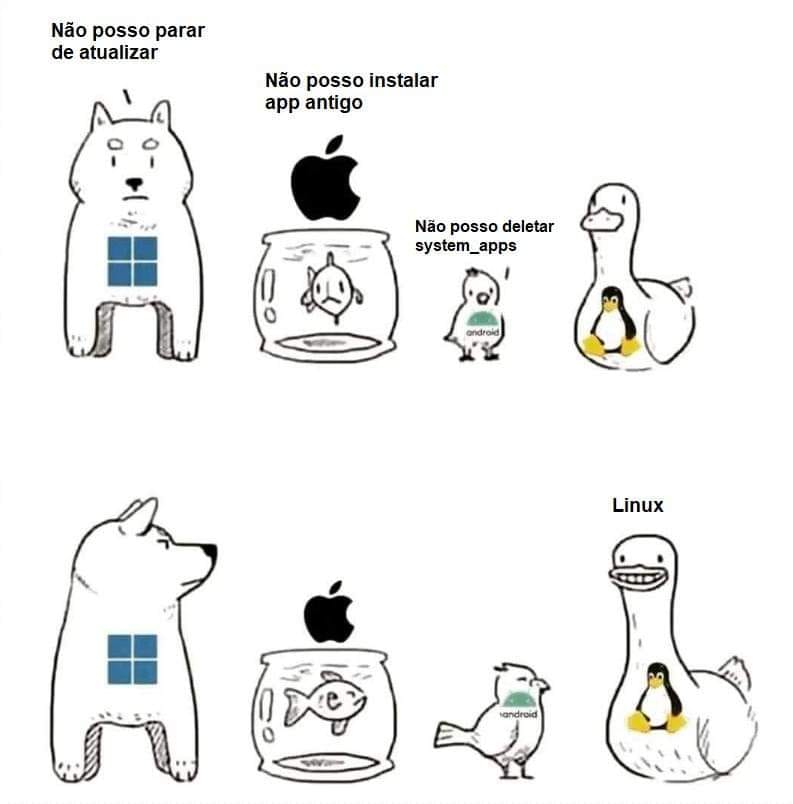 Não posso parar
de atualizar
Não posso instalar
app antigo
Não posso deletar
system_apps
android
Linux
android